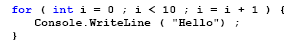 for ( int i = 0 ; i < 10 ; i = i + 1 ) {
Console.WriteLine ( "Hello") ;
}